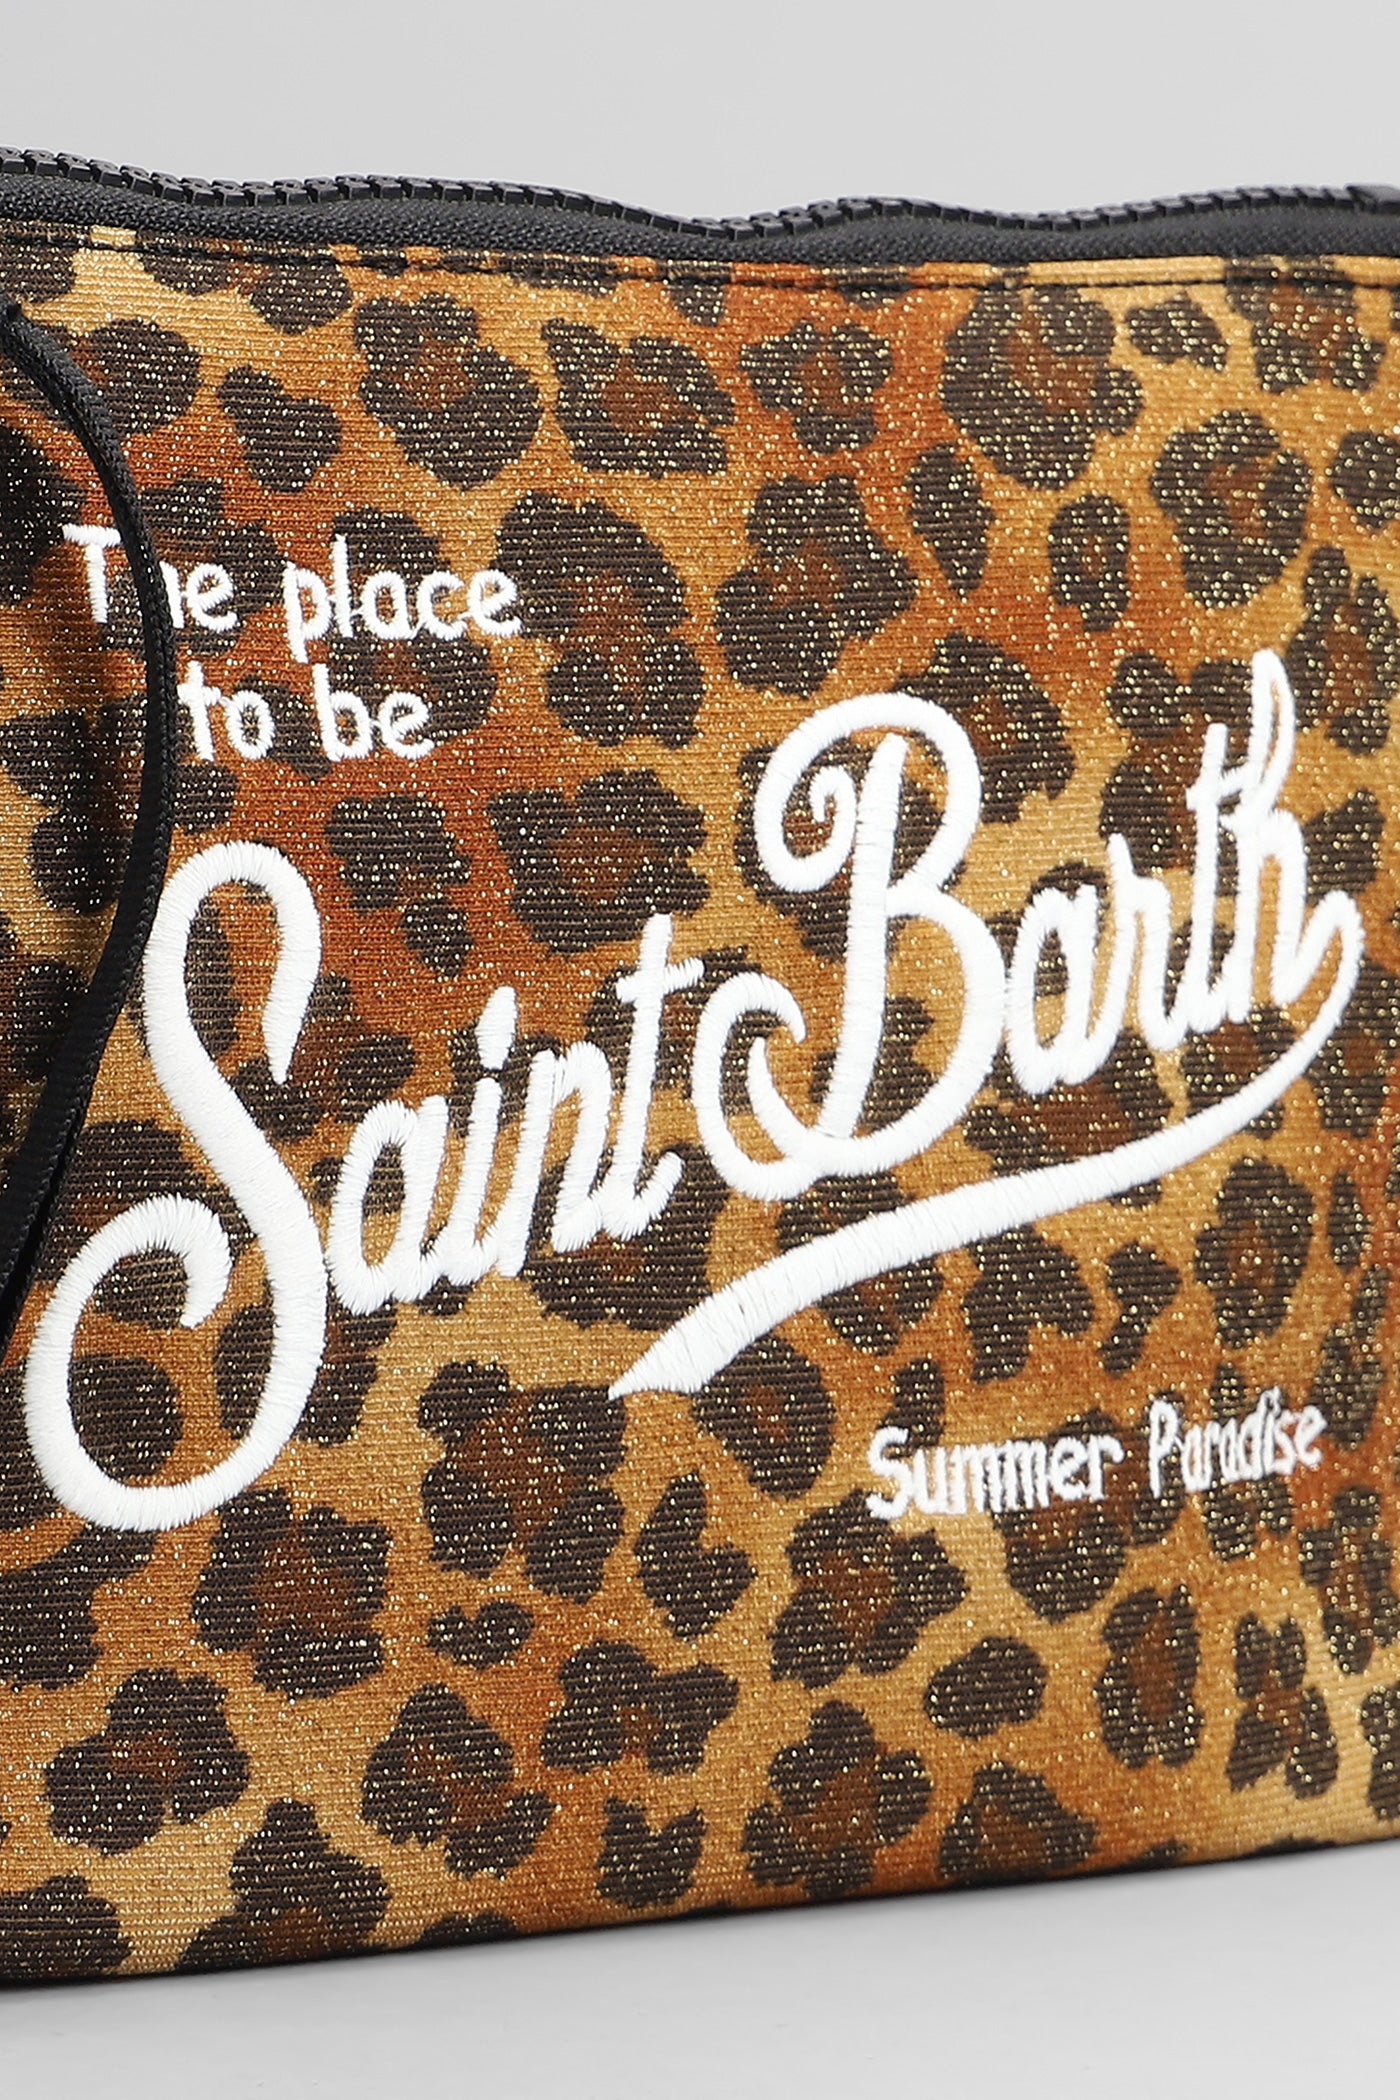 The place
to be
Saint Barth
Summer Paradise